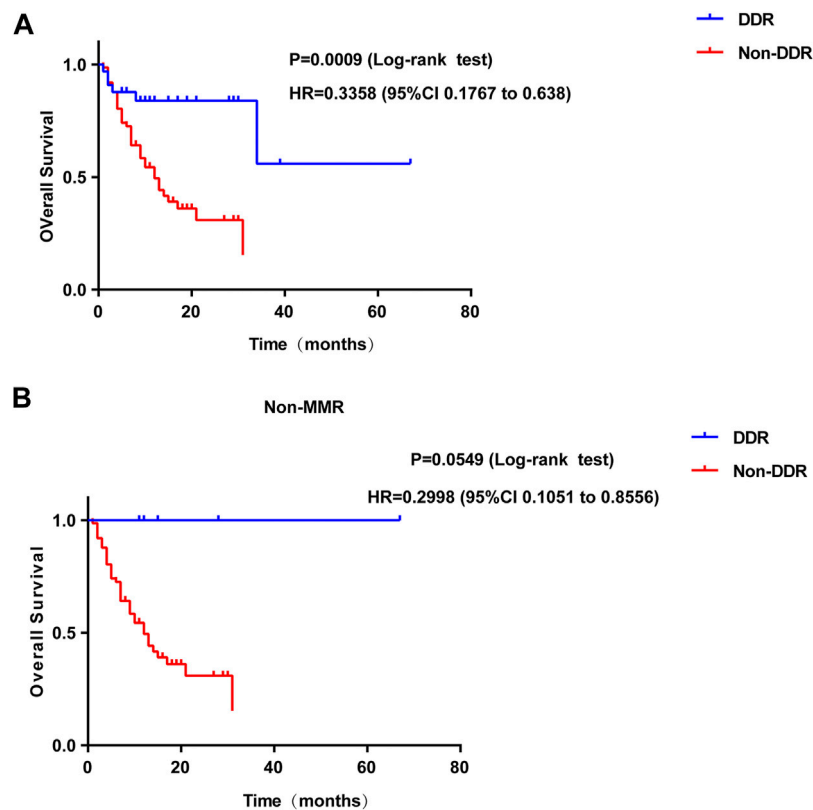 A
DDR
Non-DDR
P=0.0009 (Log-rank test)
HR=0.3358 (95%CI 0.1767 to 0.638)
OVerall Survival
1.0
0.5
0.0
0 20 40 60 80
Time（months）
B
Non-MMR
DDR
Non-DDR
P=0.0549 (Log-rank test)
HR=0.2998 (95%CI 0.1051 to 0.8556)
Overall Survival
1.0
0.5
0.0
0 20 40 60 80
Time（months）